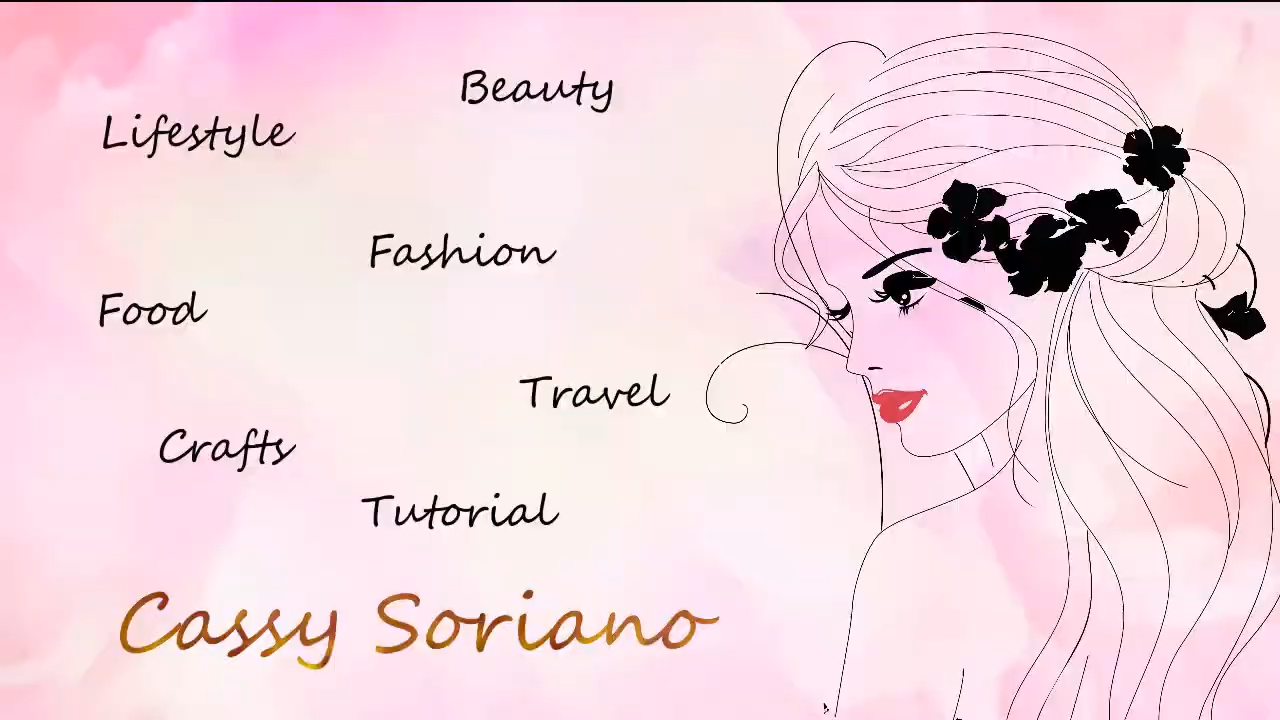 Beauty
Lifestyle
Fashion
Food
Travel
Crafts
Tutorial
Cassy Soriano